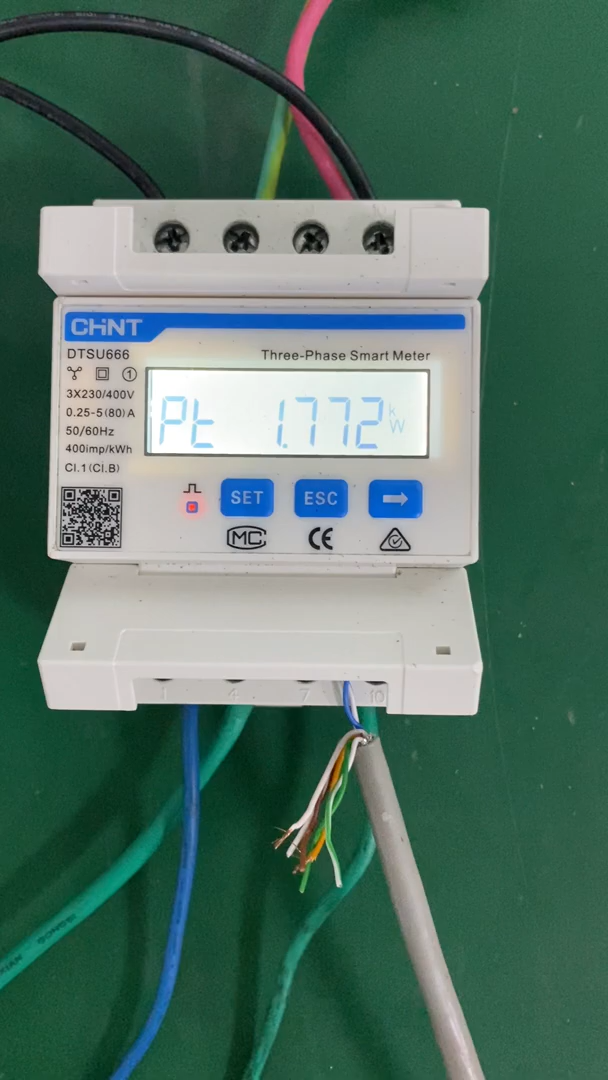 CHNT
DTSU666
Three-Phase Smart Meter
1
3X230/400V
0.25-5(80)A
50/60Hz
400imp/kWh
Cl.1(Cl.B)
Pt 1.772 kW
SET
ESC
MC
CE
1 4 7 10